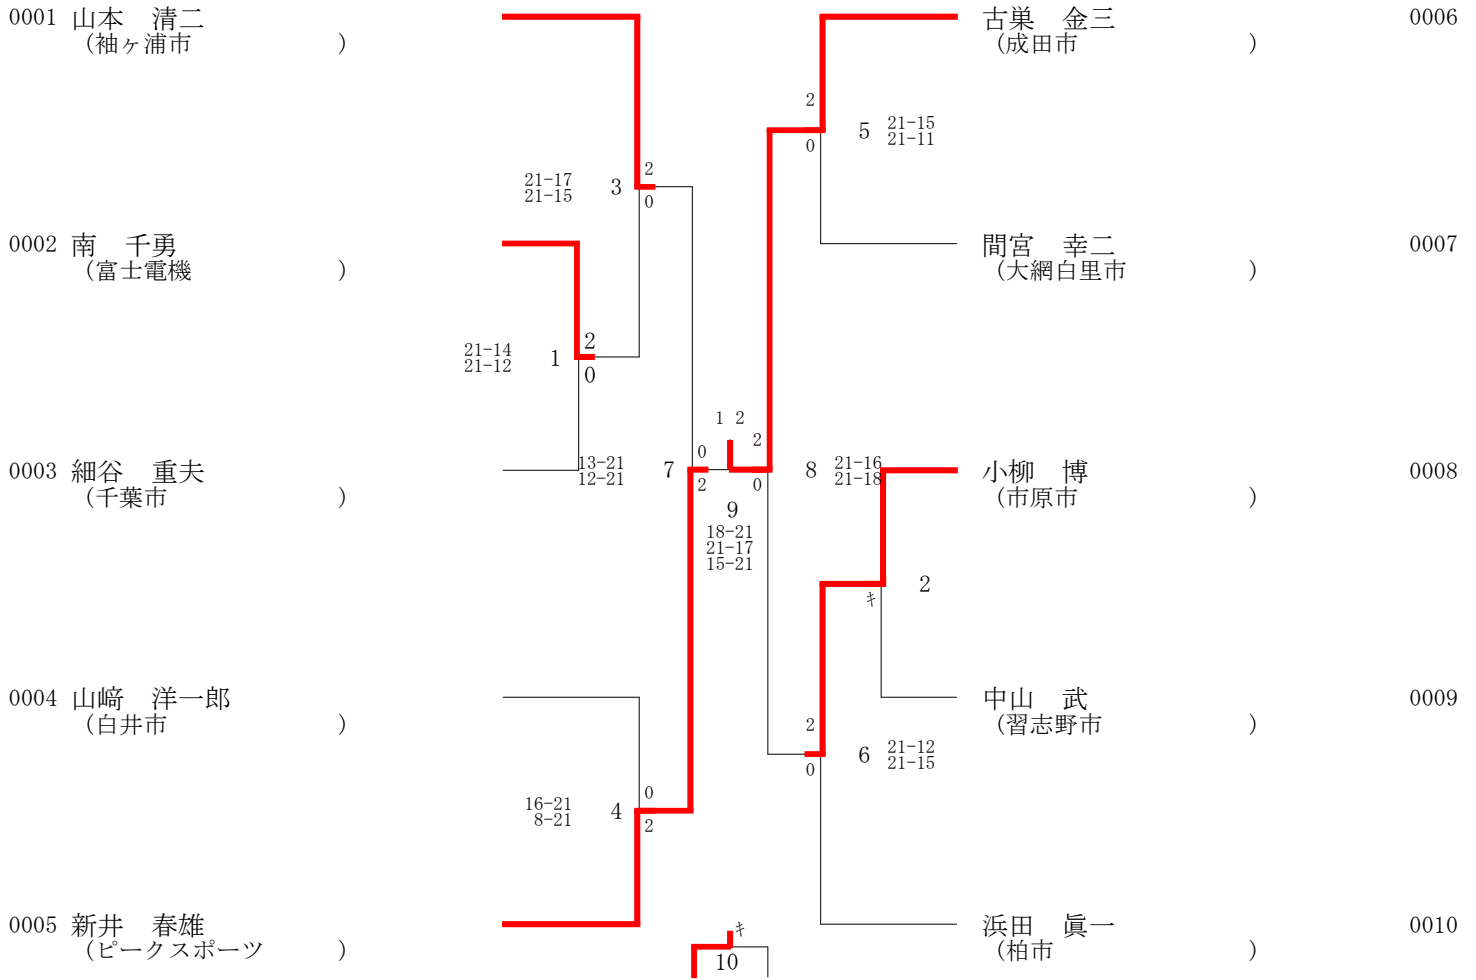 0001 山本　清二
(袖ヶ浦市　)
0002 南　千勇
(富士電機　)
0003 細谷　重夫
(千葉市　)
0004 山﨑　洋一郎
(白井市　)
0005 新井　春雄
(ピークスポーツ　)
21-17
21-15
3
2
0
21-14
21-12
1
2
0
13-21
12-21
7
0
2
16-21
8-21
4
0
2
1 2
9
18-21
21-17
15-21
キ
10
2
0
5
21-15
21-11
2
0
8
21-16
21-18
キ
2
2
0
6
21-12
21-15
古巣　金三 0006
(成田市　)
間宮　幸二 0007
(大網白里市　)
小柳　博 0008
(市原市　)
中山　武 0009
(習志野市　)
浜田　眞一 0010
(柏市　)